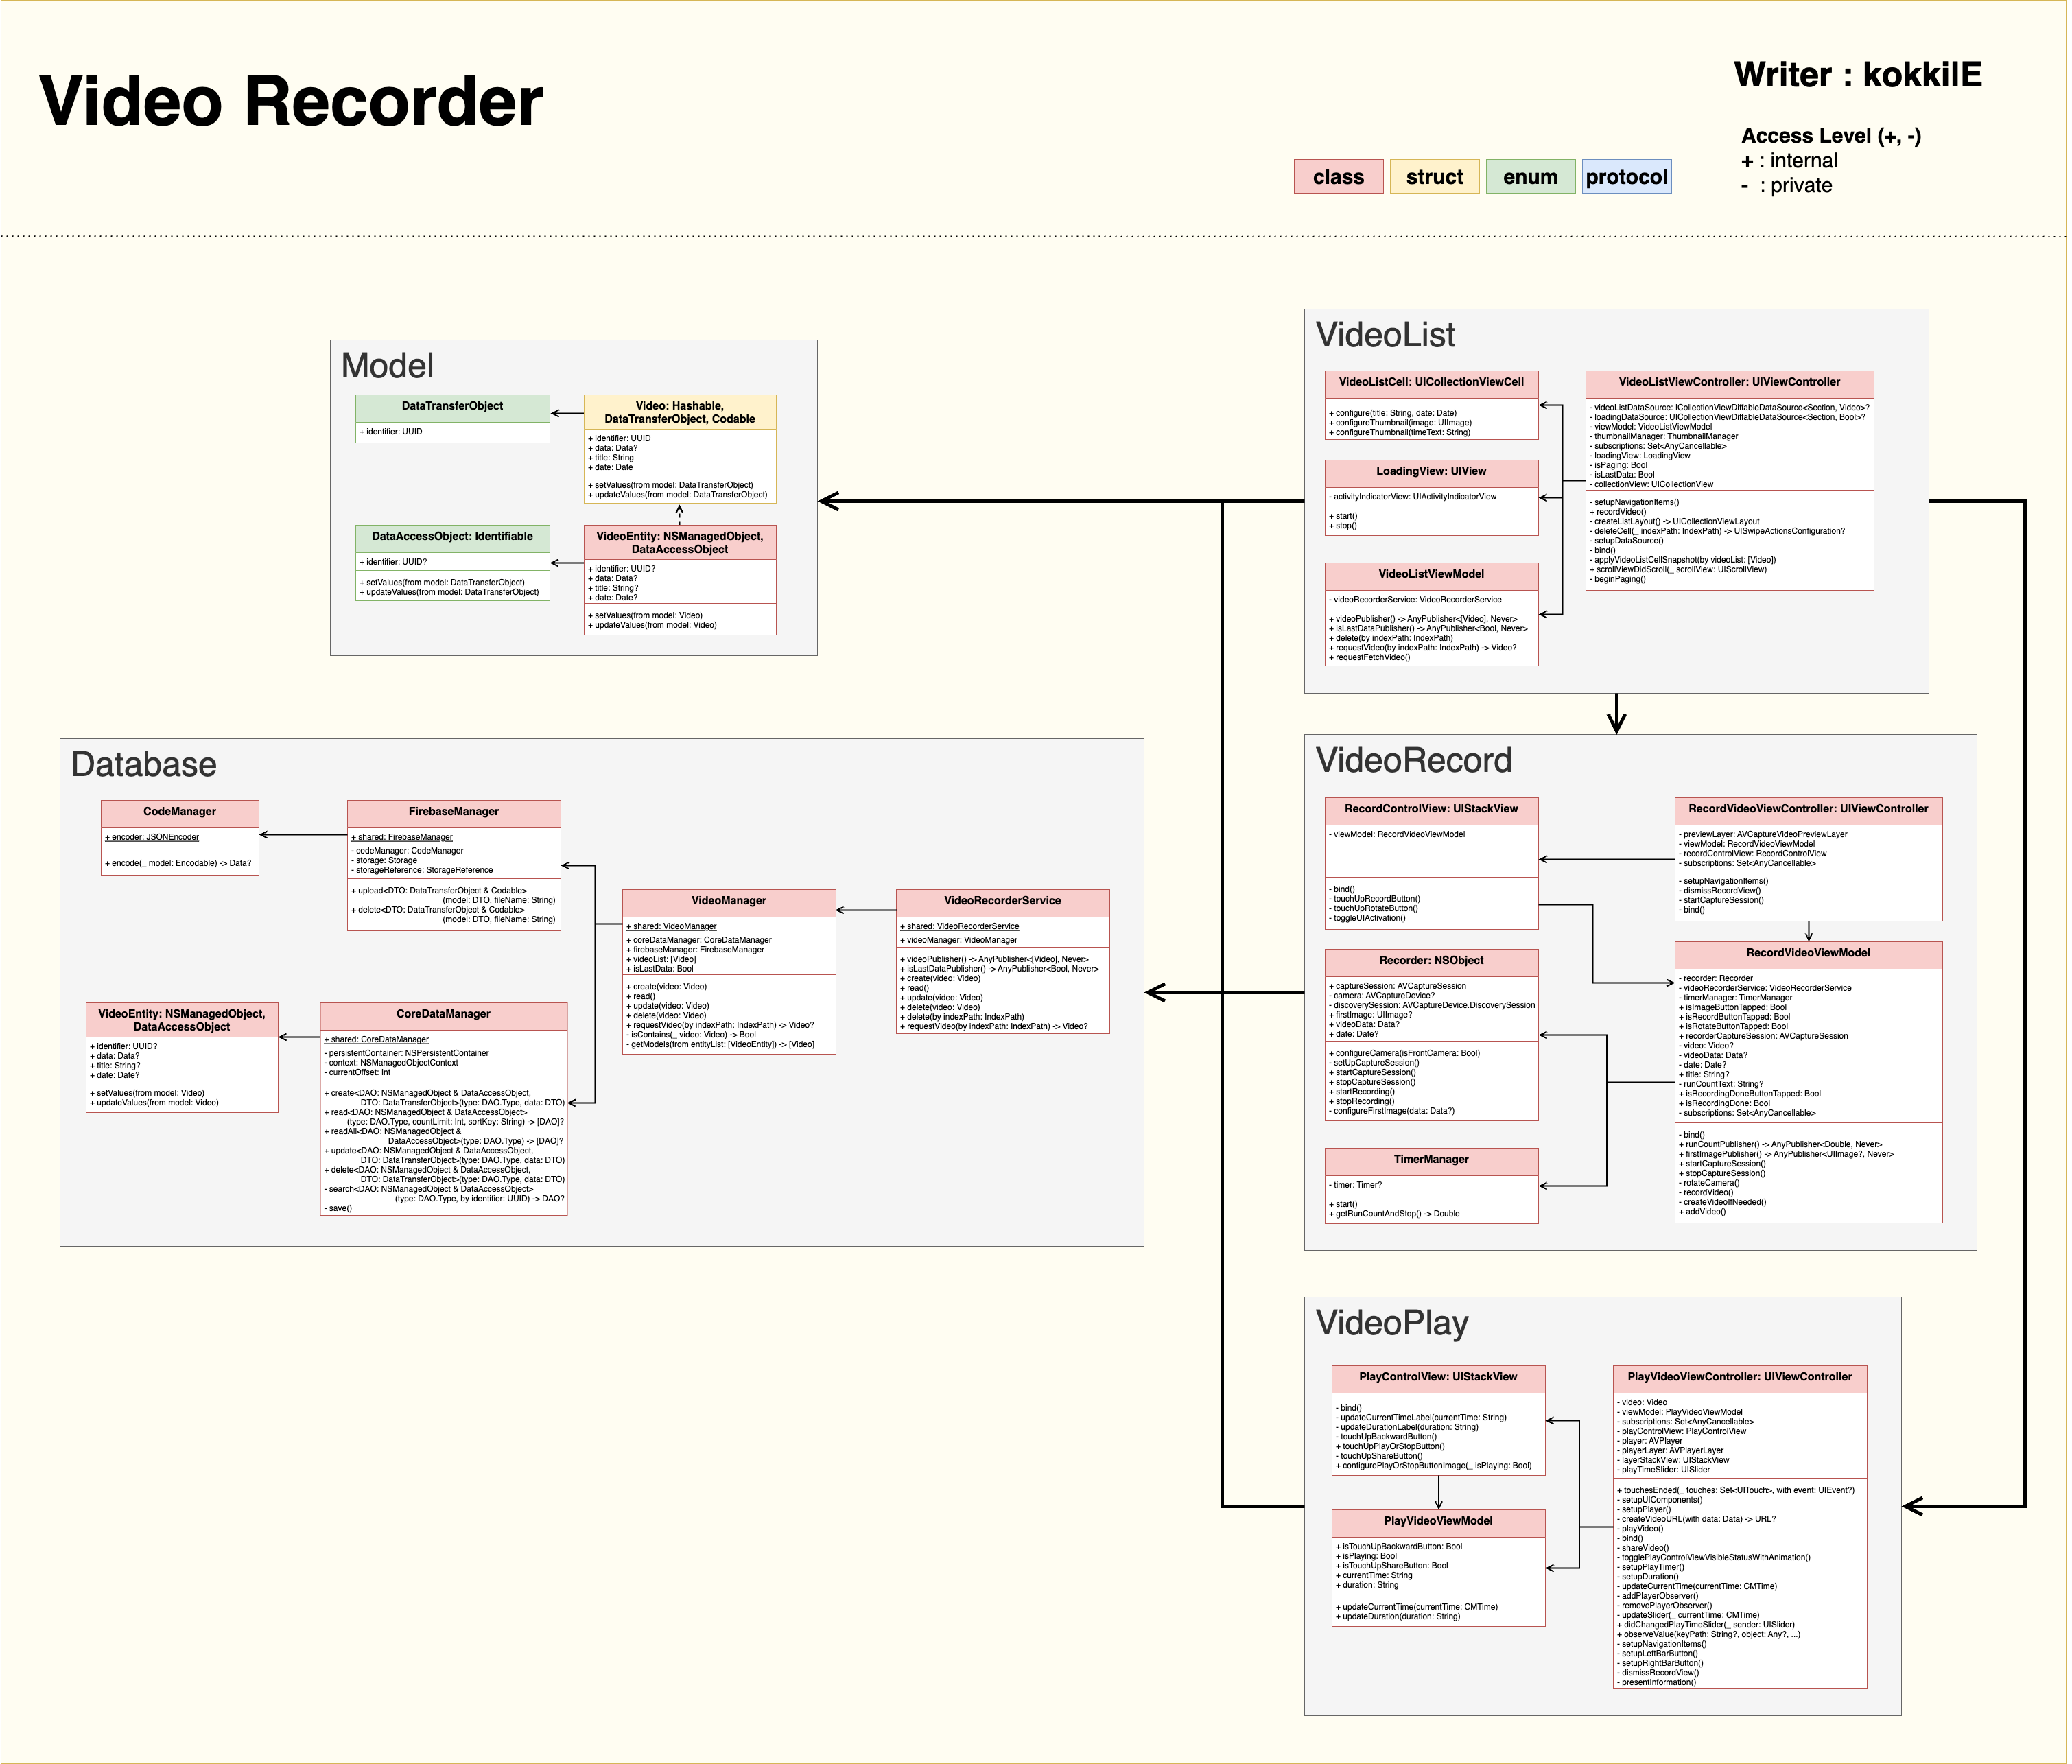 Video Recorder
Writer : kokkilE
Access Level (+, -)
+ : internal
- : private
class
struct
enum
protocol
Model
DataTransferObject
+ identifier: UUID
Video: Hashable,
DataTransferObject, Codable
+ identifier: UUID
+ data: Data?
+ title: String
+ date: Date
+ setValues(from model: DataTransferObject)
+ updateValues(from model: DataTransferObject)
DataAccessObject: Identifiable
+ identifier: UUID?
+ setValues(from model: DataTransferObject)
+ updateValues(from model: DataTransferObject)
VideoEntity: NSManagedObject,
DataAccessObject
+ identifier: UUID?
+ data: Data?
+ title: String?
+ date: Date?
+ setValues(from model: Video)
+ updateValues(from model: Video)
VideoList
VideoListCell: UICollectionViewCell
+ configure(title: String, date: Date)
+ configureThumbnail(image: UIImage)
+ configureThumbnail(timeText: String)
LoadingView: UIView
- activityIndicatorView: UIActivityIndicatorView
+ start()
+ stop()
VideoListViewModel
- videoRecorderService: VideoRecorderService
+ videoPublisher() -> AnyPublisher<[Video], Never>
+ isLastDataPublisher() -> AnyPublisher<Bool, Never>
+ delete(by indexPath: IndexPath)
+ requestVideo(by indexPath: IndexPath) -> Video?
+ requestFetchVideo()
VideoListViewController: UIViewController
- videoListDataSource: ICollectionViewDiffableDataSource<Section, Video>?
- loadingDataSource: UICollectionViewDiffableDataSource<Section, Bool>?
- viewModel: VideoListViewModel
- thumbnailManager: ThumbnailManager
- subscriptions: Set<AnyCancellable>
- loadingView: LoadingView
- isPaging: Bool
- isLastData: Bool
- collectionView: UICollectionView
- setupNavigationItems()
+ recordVideo()
- createListLayout() -> UICollectionViewLayout
- deleteCell(_ indexPath: IndexPath) -> UISwipeActionsConfiguration?
- setupDataSource()
- bind()
- applyVideoListCellSnapshot(by videoList: [Video])
+ scrollViewDidScroll(_ scrollView: UIScrollView)
- beginPaging()
Database
CodeManager
+ encoder: JSONEncoder
+ encode(_ model: Encodable) -> Data?
FirebaseManager
+ shared: FirebaseManager
- codeManager: CodeManager
- storage: Storage
- storageReference: StorageReference
+ upload<DTO: DataTransferObject & Codable>
(model: DTO, fileName: String)
+ delete<DTO: DataTransferObject & Codable>
(model: DTO, fileName: String)
VideoManager
+ shared: VideoManager
+ coreDataManager: CoreDataManager
+ firebaseManager: FirebaseManager
+ videoList: [Video]
+ isLastData: Bool
+ create(video: Video)
+ read()
+ update(video: Video)
+ delete(video: Video)
+ requestVideo(by indexPath: IndexPath) -> Video?
- isContains(_ video: Video) -> Bool
- getModels(from entityList: [VideoEntity]) -> [Video]
VideoRecorderService
+ shared: VideoRecorderService
+ videoManager: VideoManager
+ videoPublisher() -> AnyPublisher<[Video], Never>
+ isLastDataPublisher() -> AnyPublisher<Bool, Never>
+ create(video: Video)
+ read()
+ update(video: Video)
+ delete(video: Video)
+ delete(by indexPath: IndexPath)
+ requestVideo(by indexPath: IndexPath) -> Video?
VideoEntity: NSManagedObject,
DataAccessObject
+ identifier: UUID?
+ data: Data?
+ title: String?
+ date: Date?
+ setValues(from model: Video)
+ updateValues(from model: Video)
CoreDataManager
+ shared: CoreDataManager
- persistentContainer: NSPersistentContainer
- context: NSManagedObjectContext
- currentOffset: Int
+ create<DAO: NSManagedObject & DataAccessObject,
DTO: DataTransferObject>(type: DAO.Type, data: DTO)
+ read<DAO: NSManagedObject & DataAccessObject>
(type: DAO.Type, countLimit: Int, sortKey: String) -> [DAO]?
+ readAll<DAO: NSManagedObject &
DataAccessObject>(type: DAO.Type) -> [DAO]?
+ update<DAO: NSManagedObject & DataAccessObject,
DTO: DataTransferObject>(type: DAO.Type, data: DTO)
+ delete<DAO: NSManagedObject & DataAccessObject,
DTO: DataTransferObject>(type: DAO.Type, data: DTO)
- search<DAO: NSManagedObject & DataAccessObject>
(type: DAO.Type, by identifier: UUID) -> DAO?
- save()
VideoRecord
RecordControlView: UIStackView
- viewModel: RecordVideoViewModel
- bind()
- touchUpRecordButton()
- touchUpRotateButton()
- toggleUIActivation()
Recorder: NSObject
+ captureSession: AVCaptureSession
- camera: AVCaptureDevice?
- discoverySession: AVCaptureDevice.DiscoverySession
+ firstImage: UIImage?
+ videoData: Data?
+ date: Date?
+ configureCamera(isFrontCamera: Bool)
- setUpCaptureSession()
+ startCaptureSession()
+ stopCaptureSession()
+ startRecording()
+ stopRecording()
- configureFirstImage(data: Data?)
TimerManager
- timer: Timer?
+ start()
+ getRunCountAndStop() -> Double
RecordVideoViewController: UIViewController
- previewLayer: AVCaptureVideoPreviewLayer
- viewModel: RecordVideoViewModel
- recordControlView: RecordControlView
- subscriptions: Set<AnyCancellable>
- setupNavigationItems()
- dismissRecordView()
- startCaptureSession()
- bind()
RecordVideoViewModel
- recorder: Recorder
- videoRecorderService: VideoRecorderService
- timerManager: TimerManager
+ isImageButtonTapped: Bool
+ isRecordButtonTapped: Bool
+ isRotateButtonTapped: Bool
+ recorderCaptureSession: AVCaptureSession
- video: Video?
- videoData: Data?
- date: Date?
+ title: String?
- runCountText: String?
+ isRecordingDoneButtonTapped: Bool
+ isRecordingDone: Bool
- subscriptions: Set<AnyCancellable>
- bind()
+ runCountPublisher() -> AnyPublisher<Double, Never>
+ firstImagePublisher() -> AnyPublisher<UIImage?, Never>
+ startCaptureSession()
+ stopCaptureSession()
- rotateCamera()
- recordVideo()
- createVideoIfNeeded()
+ addVideo()
VideoPlay
PlayControlView: UIStackView
- bind()
- updateCurrentTimeLabel(currentTime: String)
- updateDurationLabel(duration: String)
- touchUpBackwardButton()
+ touchUpPlayOrStopButton()
- touchUpShareButton()
+ configurePlayOrStopButtonImage(_ isPlaying: Bool)
PlayVideoViewModel
+ isTouchUpBackwardButton: Bool
+ isPlaying: Bool
+ isTouchUpShareButton: Bool
+ currentTime: String
+ duration: String
+ updateCurrentTime(currentTime: CMTime)
+ updateDuration(duration: String)
PlayVideoViewController: UIViewController
- video: Video
- viewModel: PlayVideoViewModel
- subscriptions: Set<AnyCancellable>
- playControlView: PlayControlView
- player: AVPlayer
- playerLayer: AVPlayerLayer
- layerStackView: UIStackView
- playTimeSlider: UISlider
+ touchesEnded(_ touches: Set<UITouch>, with event: UIEvent?)
- setupUIComponents()
- setupPlayer()
- createVideoURL(with data: Data) -> URL?
- playVideo()
- bind()
- shareVideo()
- togglePlayControlViewVisibleStatusWithAnimation()
- setupPlayTimer()
- setupDuration()
- updateCurrentTime(currentTime: CMTime)
- addPlayerObserver()
- removePlayerObserver()
- updateSlider(_ currentTime: CMTime)
+ didChangedPlayTimeSlider(_ sender: UISlider)
+ observeValue(keyPath: String?, object: Any?, ...)
- setupNavigationItems()
- setupLeftBarButton()
- setupRightBarButton()
- dismissRecordView()
- presentInformation()